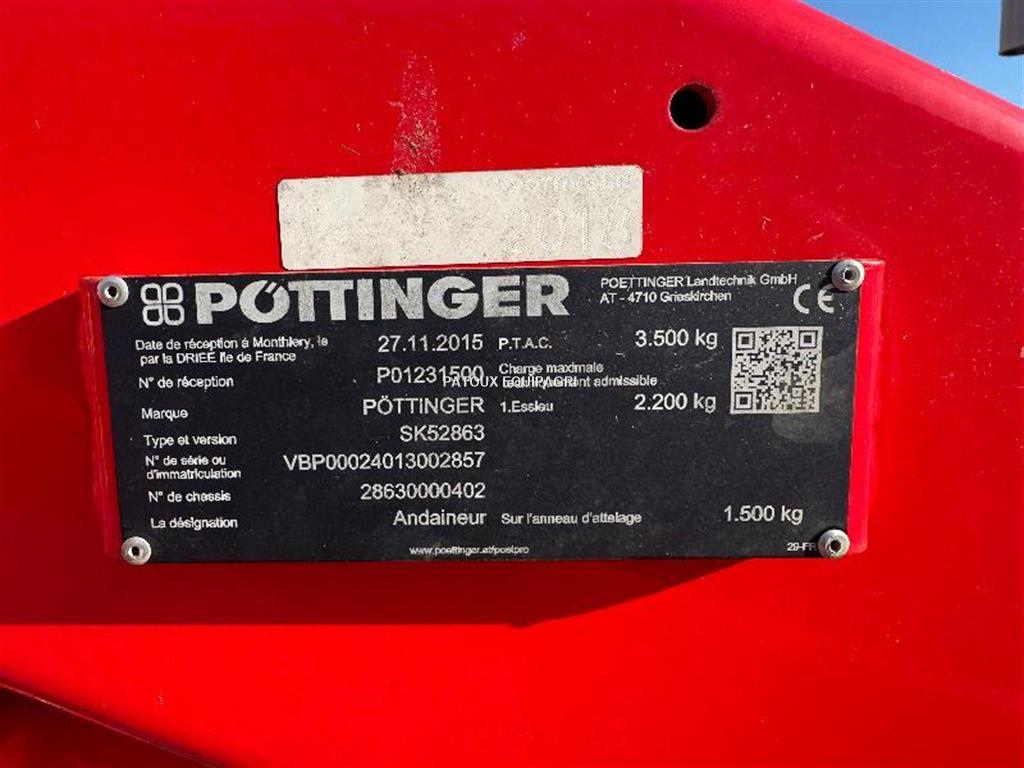 2018
PÖTTINGER
POETTINGER Landtechnik GmbH
AT - 4710 Grieskirchen
CE
Date de réception à Monthlery, le
par la DRIEE Ile de France
27.11.2015
P.T.A.C.
3.500 kg
N° de réception
P01231500
Charge maximale
techniquement admissible
PATOUX EQUIPAGRI
Marque
PÖTTINGER
1.Essieu
2.200 kg
Type et version
SK52863
N° de série ou
d'immatriculation
VBP00024013002857
N° de chassis
28630000402
La désignation
Andaineur
Sur l'anneau d'attelage
1.500 kg
www.poettinger.at/postpro
29-FR